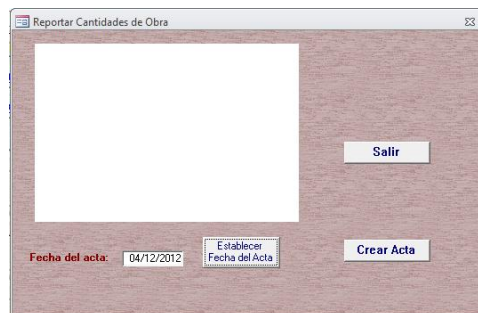 Reportar Cantidades de Obra
Salir
Establecer
Fecha del Acta
Fecha del acta:
04/12/2012
Crear Acta